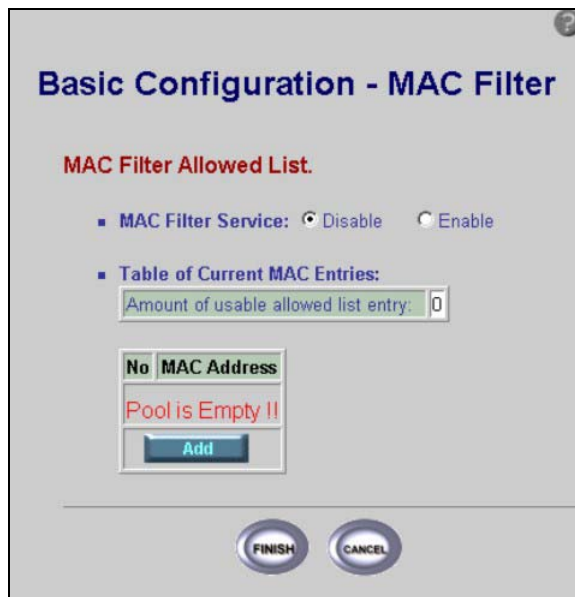 ?
Basic Configuration - MAC Filter
MAC Filter Allowed List.
MAC Filter Service: Disable Enable
Table of Current MAC Entries:
Amount of usable allowed list entry: 0
No MAC Address
Pool is Empty !!
Add
FINISH CANCEL